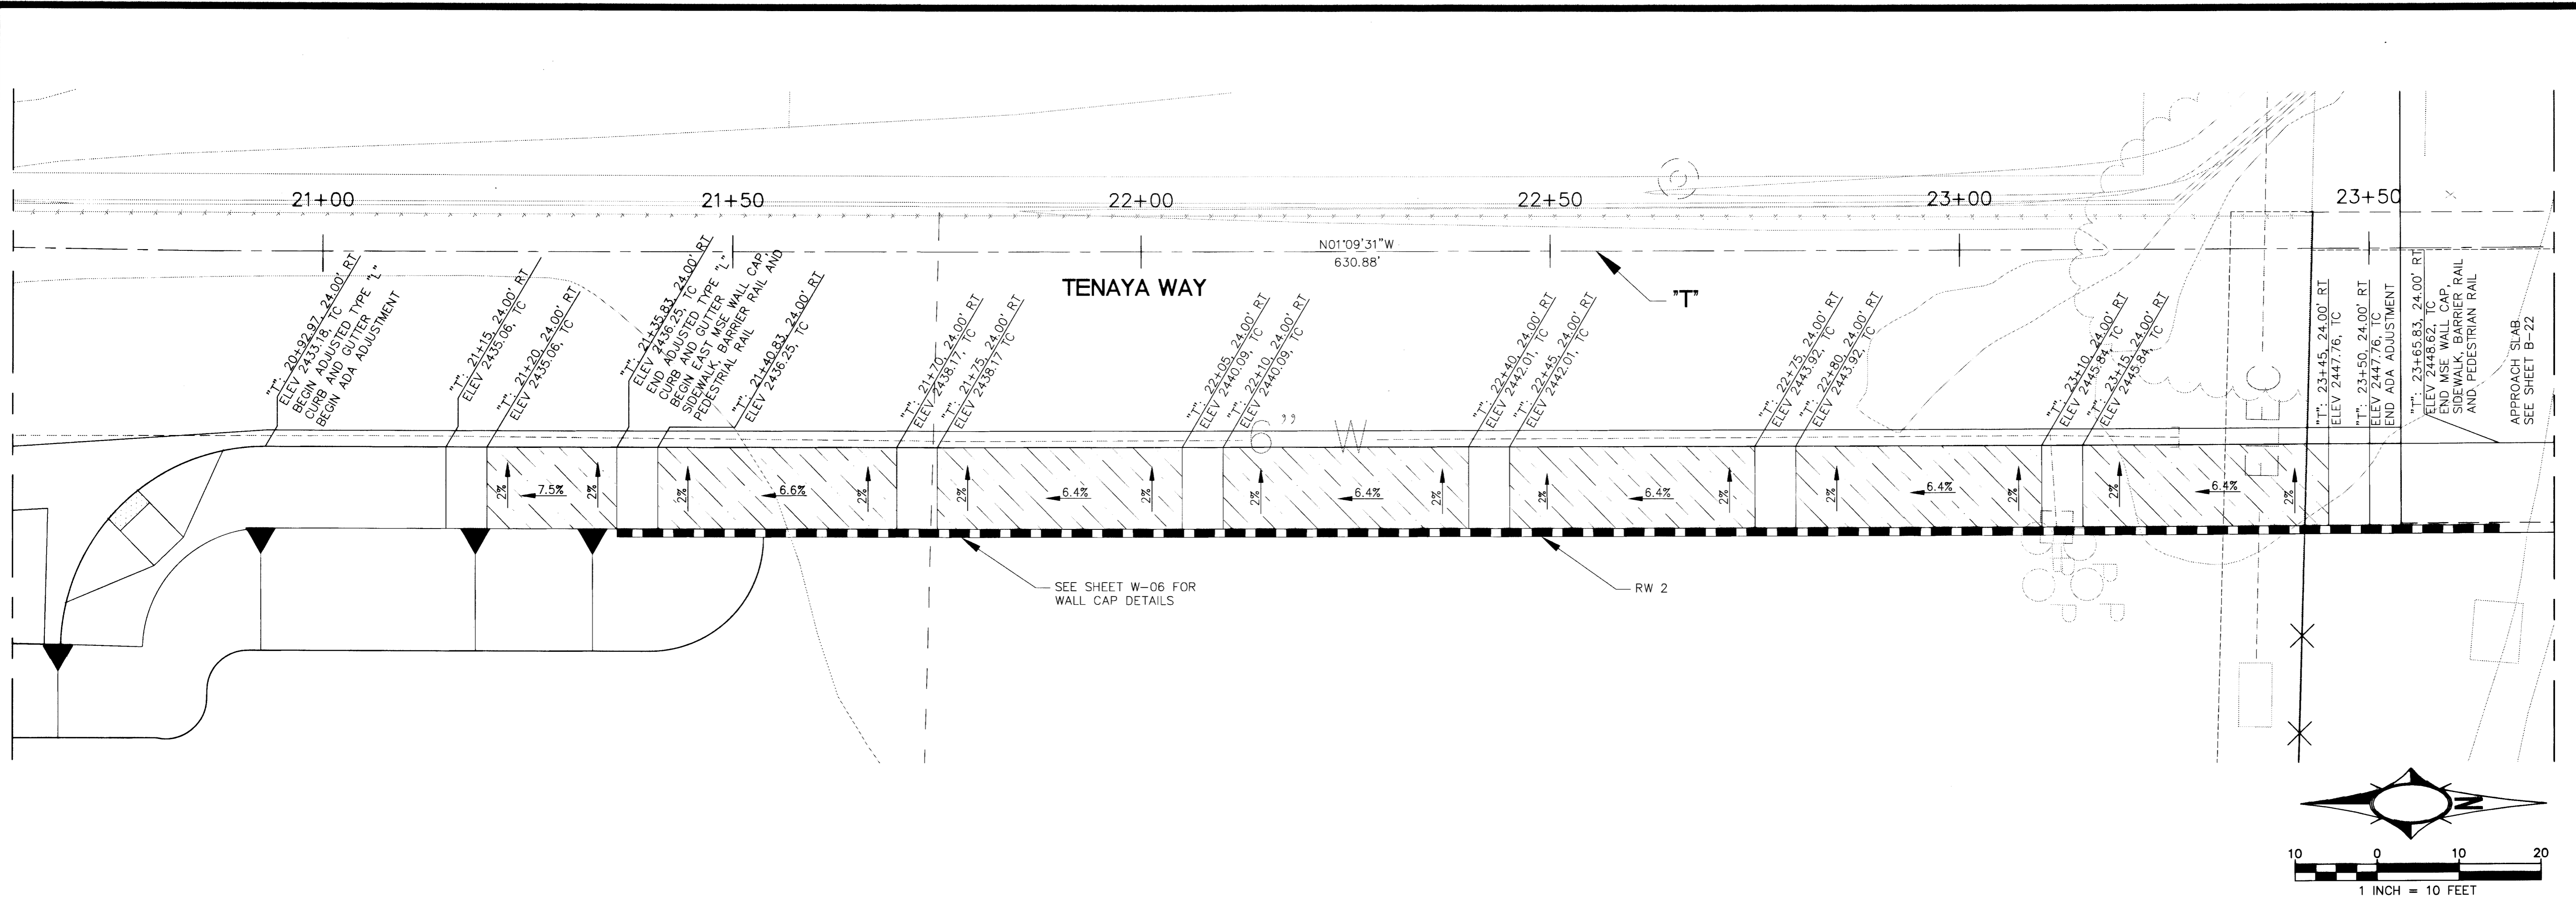 21+00
21+50
22+00
22+50
23+00
23+50
N01°09'31"W
630.88'
TENAYA WAY
"T"
"T": 20+92.97, 24.00' RT
ELEV 2433.18, TC
BEGIN ADJUSTED TYPE "L"
CURB AND GUTTER
BEGIN ADA ADJUSTMENT
"T": 21+15, 24.00' RT
ELEV 2435.06, TC
"T": 21+20, 24.00' RT
ELEV 2435.06, TC
"T": 21+35.83, 24.00' RT
ELEV 2436.25, TC
END ADJUSTED TYPE "L"
CURB AND GUTTER
BEGIN EAST MSE WALL CAP,
SIDEWALK, BARRIER RAIL AND
PEDESTRIAN RAIL
"T": 21+40.83, 24.00' RT
ELEV 2436.25, TC
"T": 21+70, 24.00' RT
ELEV 2438.17, TC
"T": 21+75, 24.00' RT
ELEV 2438.17 TC
"T": 22+05, 24.00' RT
ELEV 2440.09, TC
"T": 22+10, 24.00' RT
ELEV 2440.09, TC
"T": 22+40, 24.00' RT
ELEV 2442.01, TC
"T": 22+45, 24.00' RT
ELEV 2442.01, TC
"T": 22+75, 24.00' RT
ELEV 2443.92, TC
"T": 22+80, 24.00' RT
ELEV 2443.92, TC
"T": 23+10, 24.00' RT
ELEV 2445.84, TC
"T": 23+15, 24.00' RT
ELEV 2445.84, TC
"T": 23+45, 24.00' RT
ELEV 2447.76, TC
"T": 23+50, 24.00' RT
ELEV 2447.76, TC
END ADA ADJUSTMENT
"T": 23+65.83, 24.00' RT
ELEV 2448.62, TC
END MSE WALL CAP,
SIDEWALK, BARRIER RAIL
AND PEDESTRIAN RAIL
APPROACH SLAB
SEE SHEET B-22
6" W
2%
7.5%
2%
2%
6.6%
2%
2%
6.4%
2%
2%
6.4%
2%
2%
6.4%
2%
2%
6.4%
2%
2%
6.4%
2%
SEE SHEET W-06 FOR
WALL CAP DETAILS
RW 2
N
10 0 10 20
1 INCH = 10 FEET